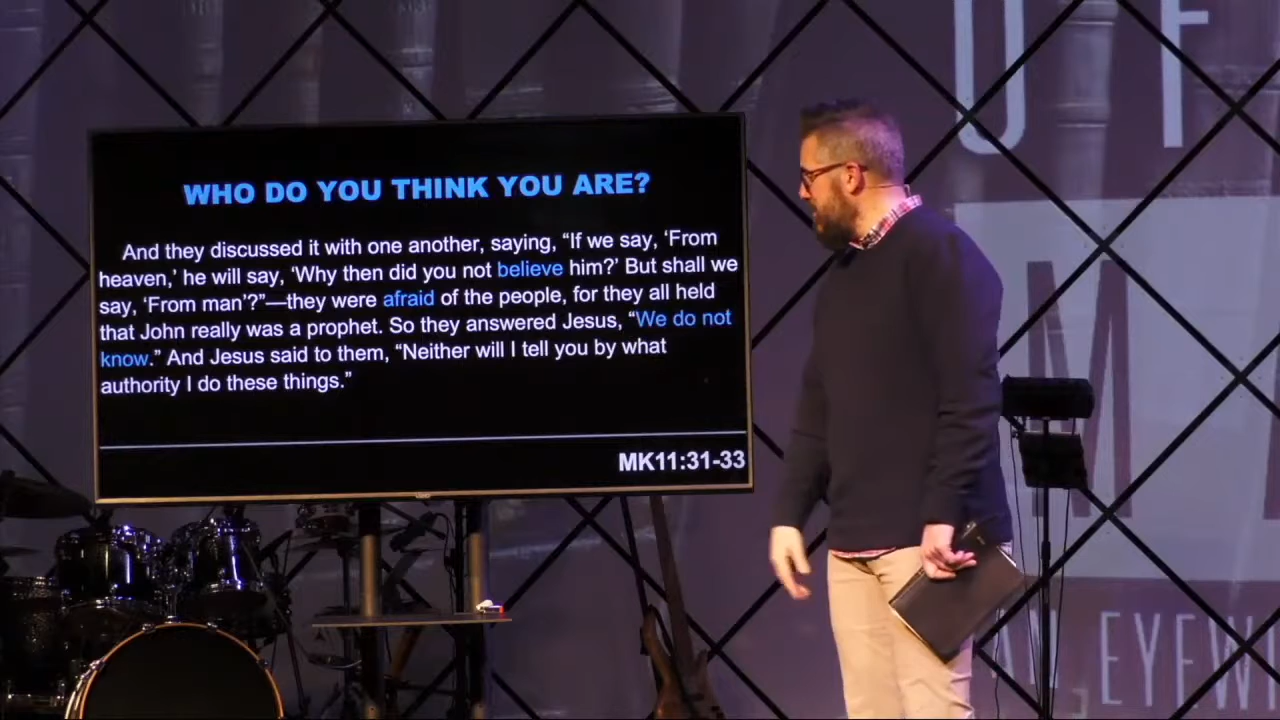 WHO DO YOU THINK YOU ARE?
And they discussed it with one another, saying, “If we say, ‘From
heaven,’ he will say, ‘Why then did you not believe him?’ But shall we
say, ‘From man’?”—they were afraid of the people, for they all held
that John really was a prophet. So they answered Jesus, “We do not
know.” And Jesus said to them, “Neither will I tell you by what
authority I do these things.”
MK11:31-33
OF
M
AN EYEWI